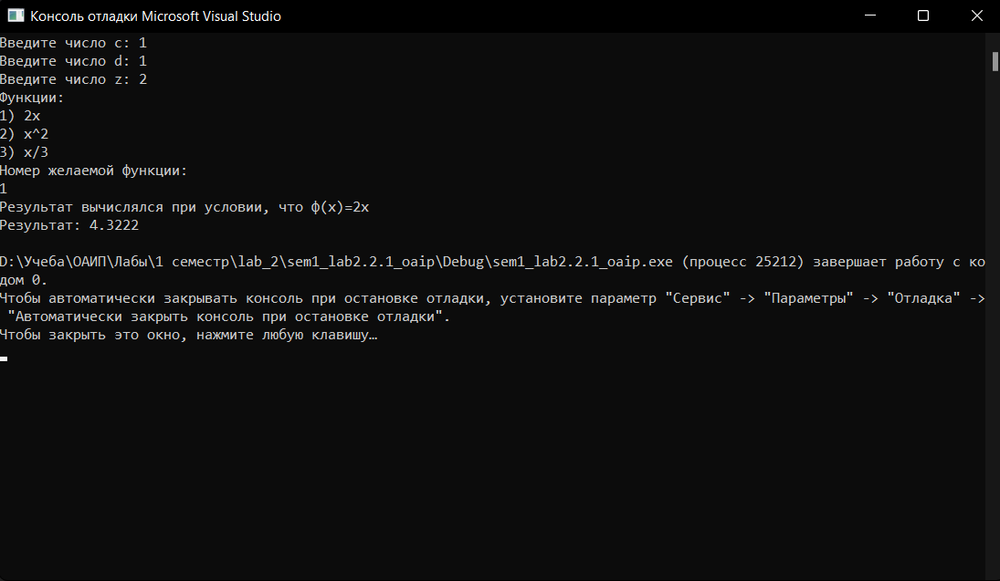 Консоль отладки Microsoft Visual Studio
Введите число c: 1
Введите число d: 1
Введите число z: 2
Функции:
1) 2x
2) x^2
3) x/3
Номер желаемой функции:
1
Результат вычислялся при условии, что ф(x)=2x
Результат: 4.3222
D:\Учеба\ОАИП\Лабы\1 семестр\lab_2\sem1_lab2.2.1_oaip\Debug\sem1_lab2.2.1_oaip.exe (процесс 25212) завершает работу с ко
дом 0.
Чтобы автоматически закрывать консоль при остановке отладки, установите параметр "Сервис" -> "Параметры" -> "Отладка" ->
"Автоматически закрыть консоль при остановке отладки".
Чтобы закрыть это окно, нажмите любую клавишу…